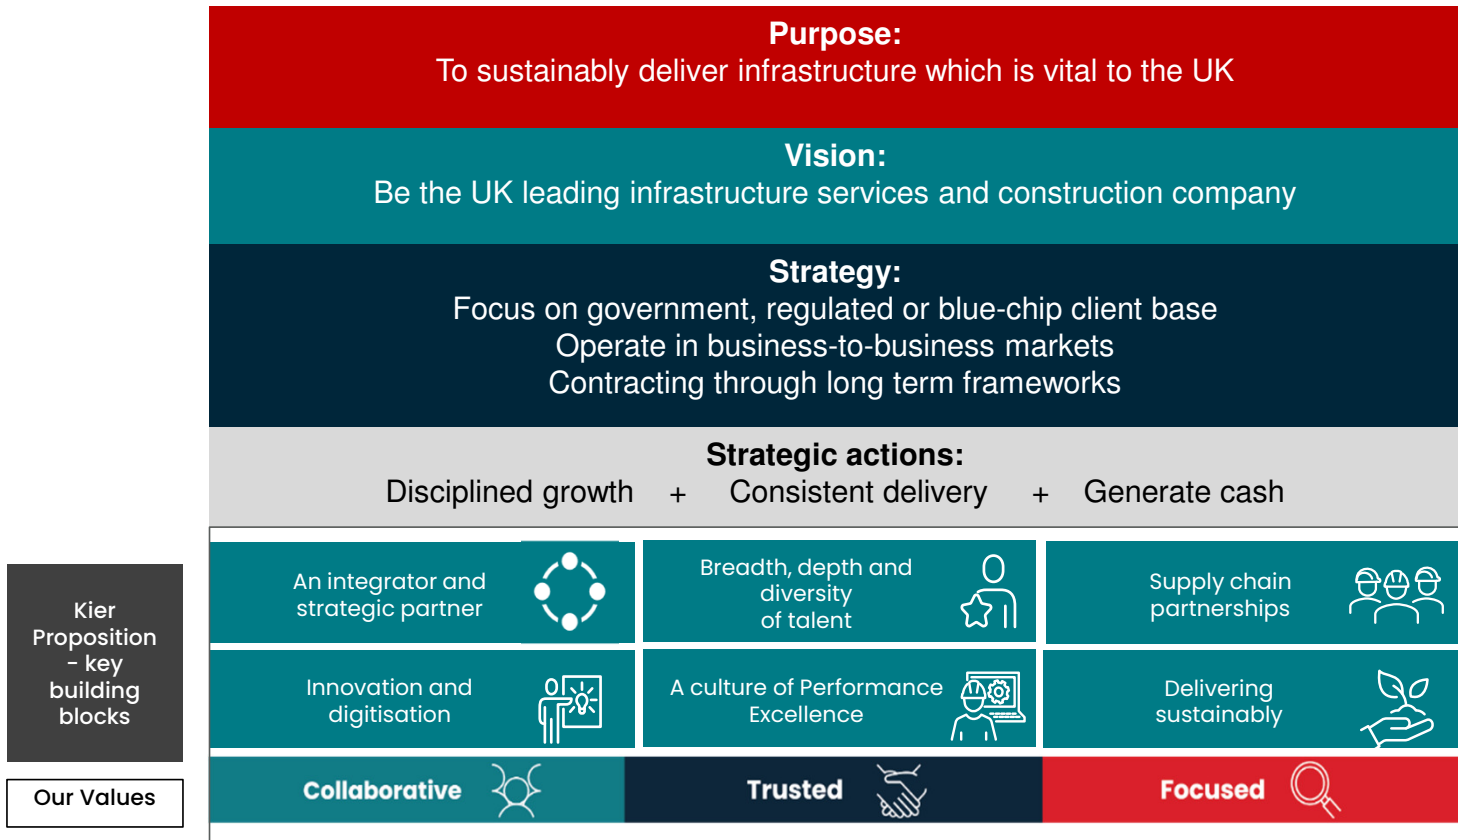 Purpose:
To sustainably deliver infrastructure which is vital to the UK
Vision:
Be the UK leading infrastructure services and construction company
Strategy:
Focus on government, regulated or blue-chip client base
Operate in business-to-business markets
Contracting through long term frameworks
Strategic actions:
Disciplined growth + Consistent delivery + Generate cash
Kier
Proposition
- key
building
blocks
An integrator and
strategic partner
Breadth, depth and
diversity
of talent
Supply chain
partnerships
Innovation and
digitisation
A culture of Performance
Excellence
Delivering
sustainably
Our Values
Collaborative
Trusted
Focused